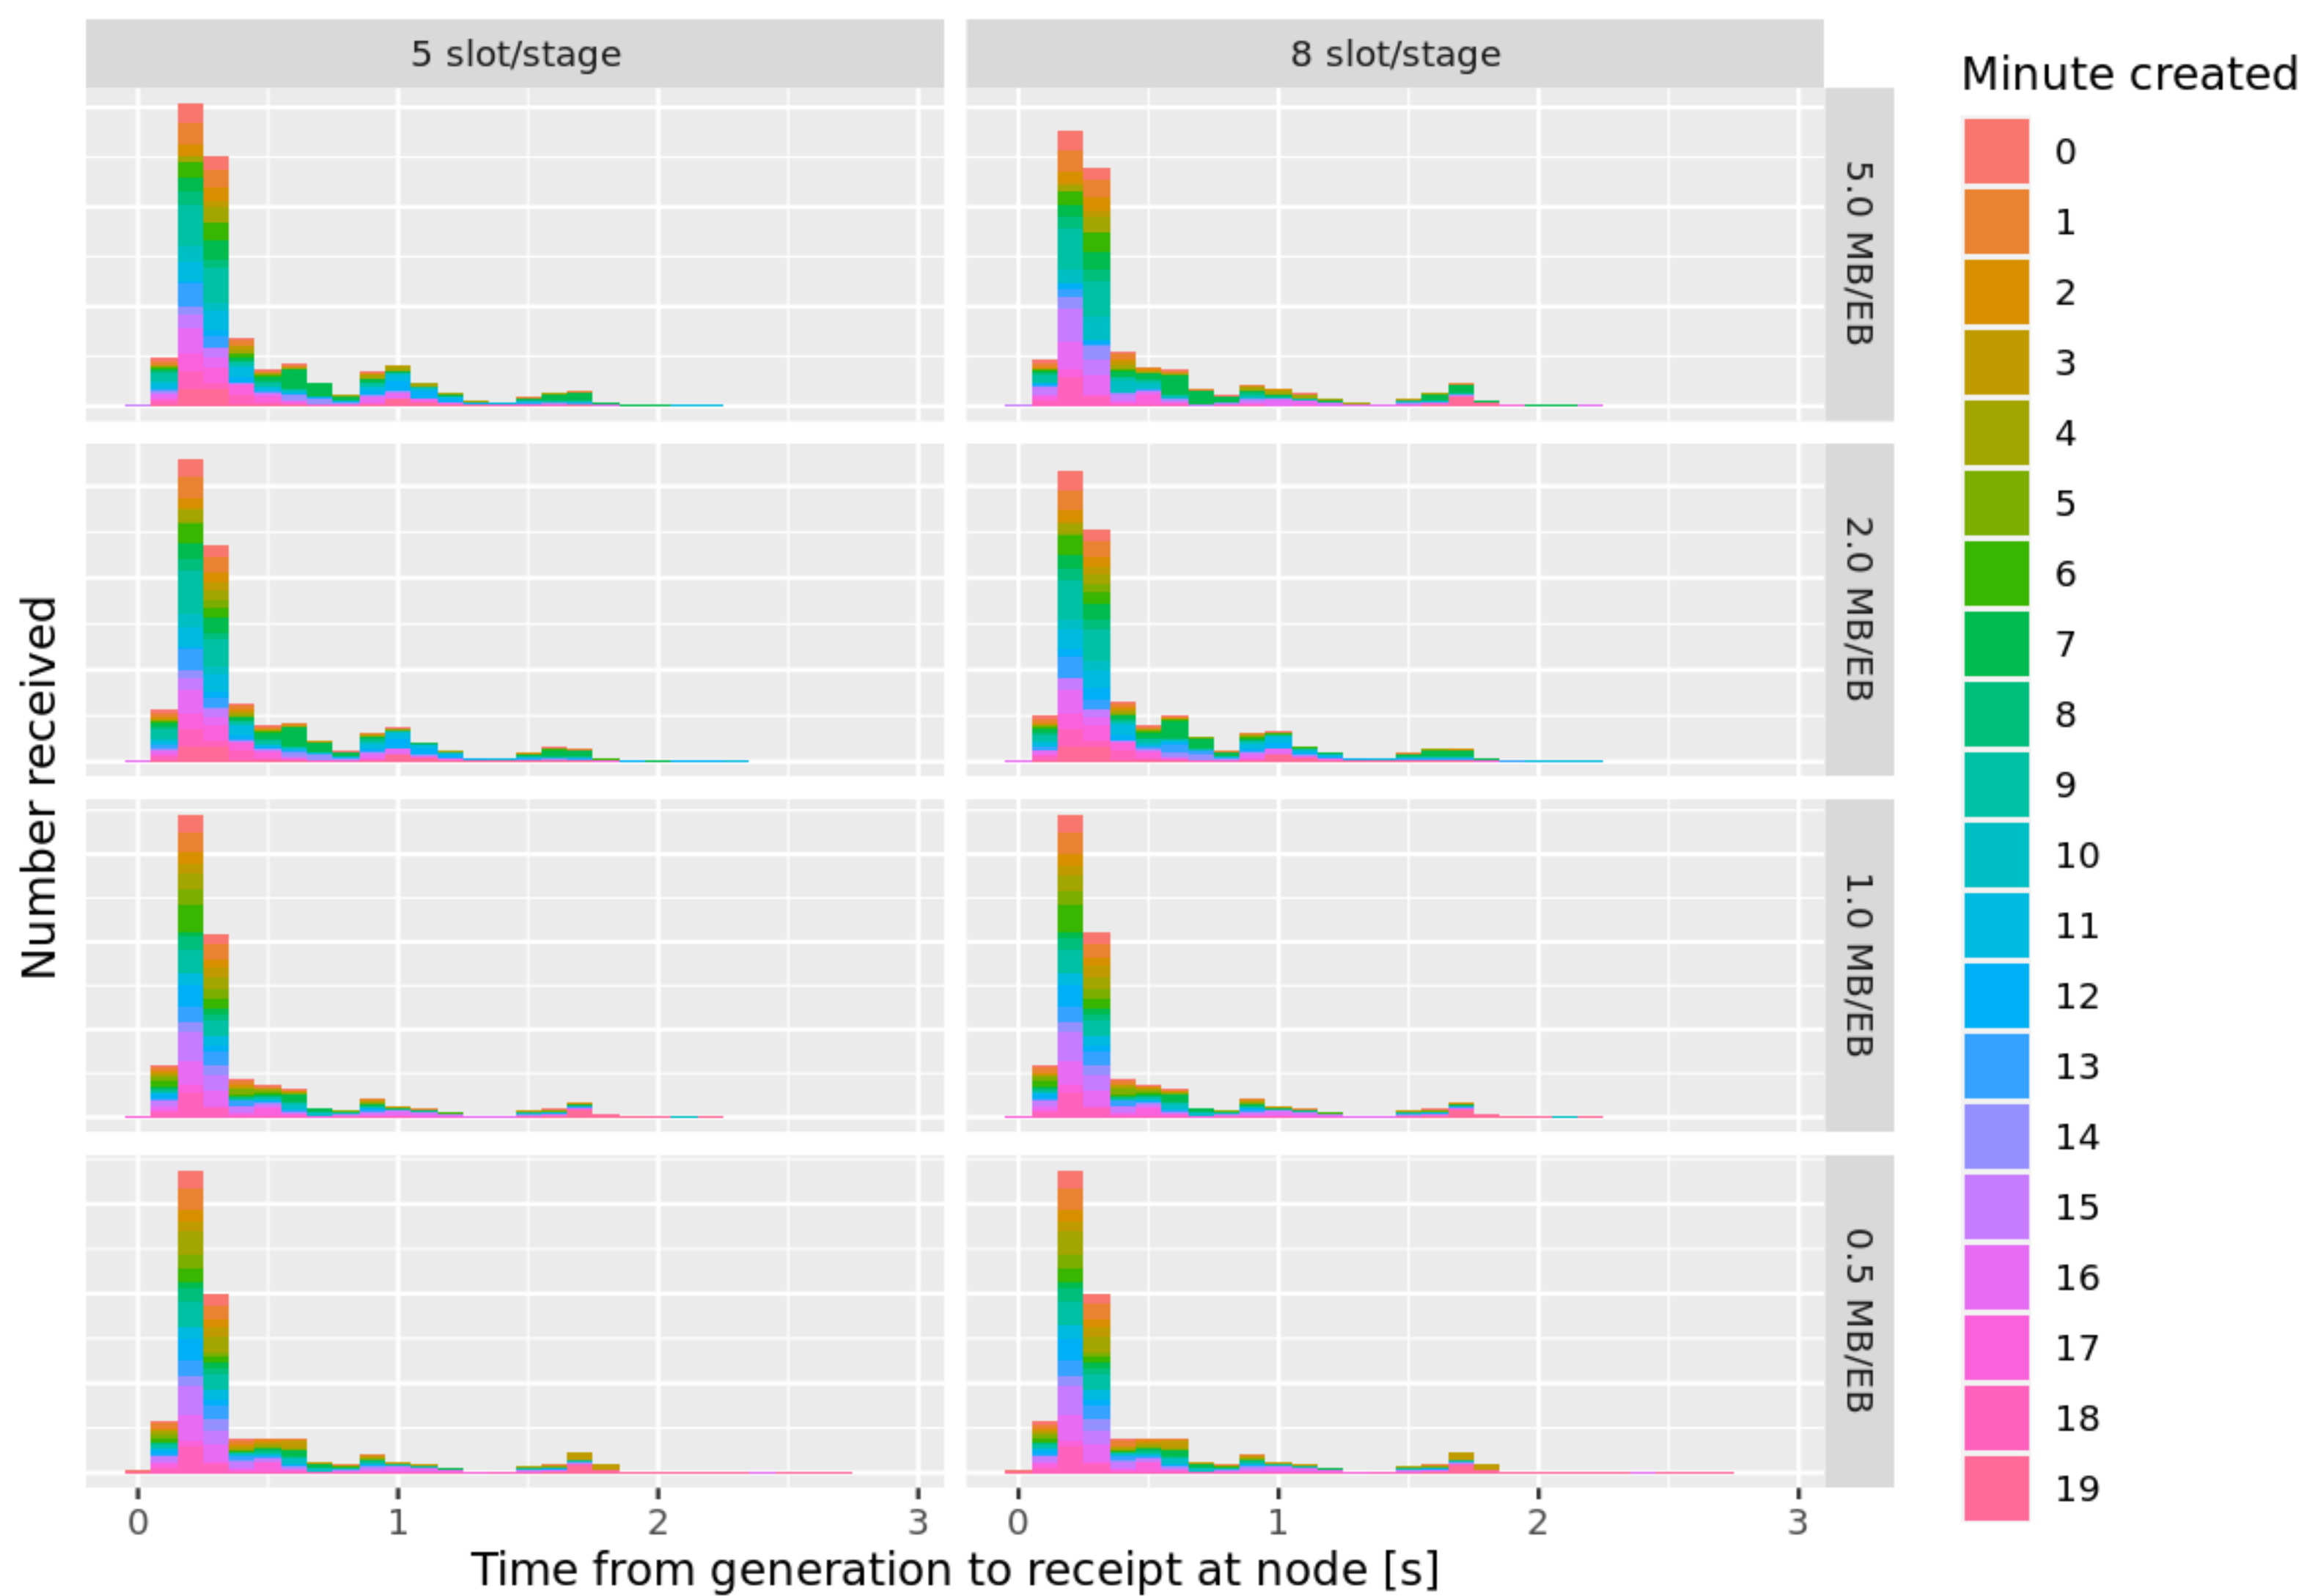 5 slot/stage
8 slot/stage
Minute created
0
1
2
3
4
5
6
7
8
9
10
11
12
13
14
15
16
17
18
19
5.0 MB/EB
2.0 MB/EB
1.0 MB/EB
0.5 MB/EB
Number received
0 1 2 3
0 1 2 3
Time from generation to receipt at node [s]